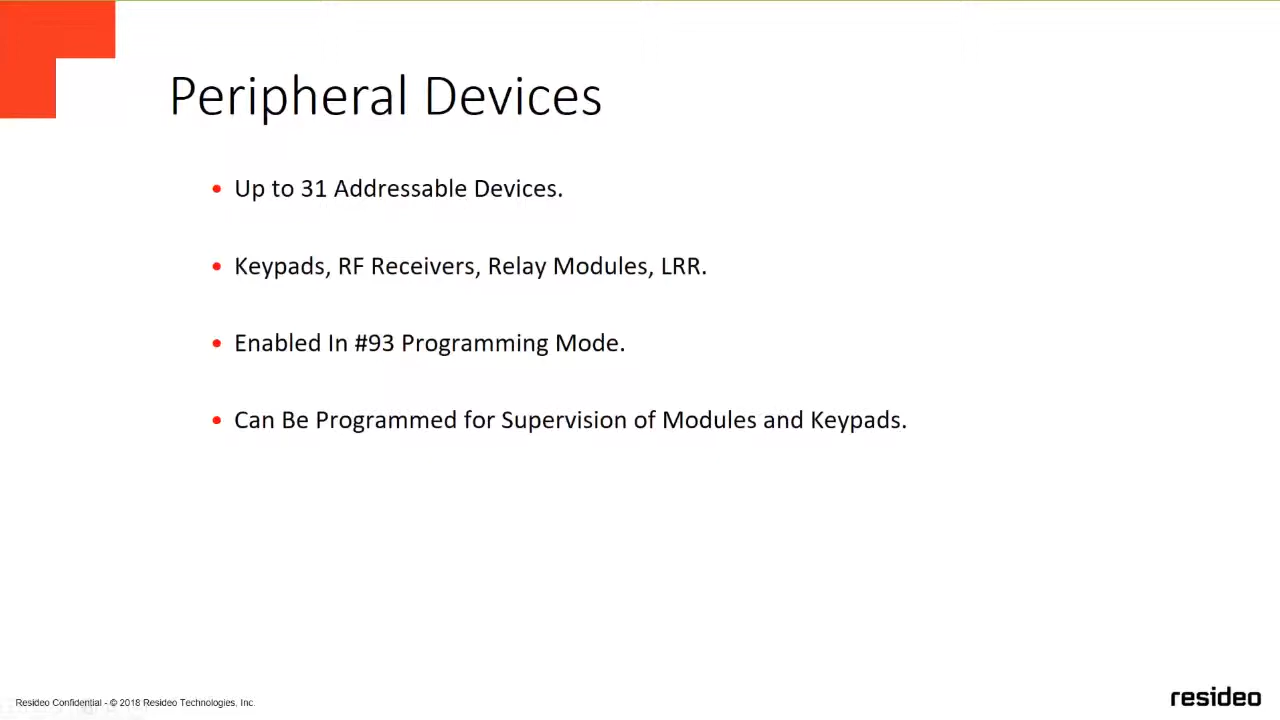 Peripheral Devices
• Up to 31 Addressable Devices.
• Keypads, RF Receivers, Relay Modules, LRR.
• Enabled In #93 Programming Mode.
• Can Be Programmed for Supervision of Modules and Keypads.
Resideo Confidential - © 2018 Resideo Technologies, Inc.
resideo